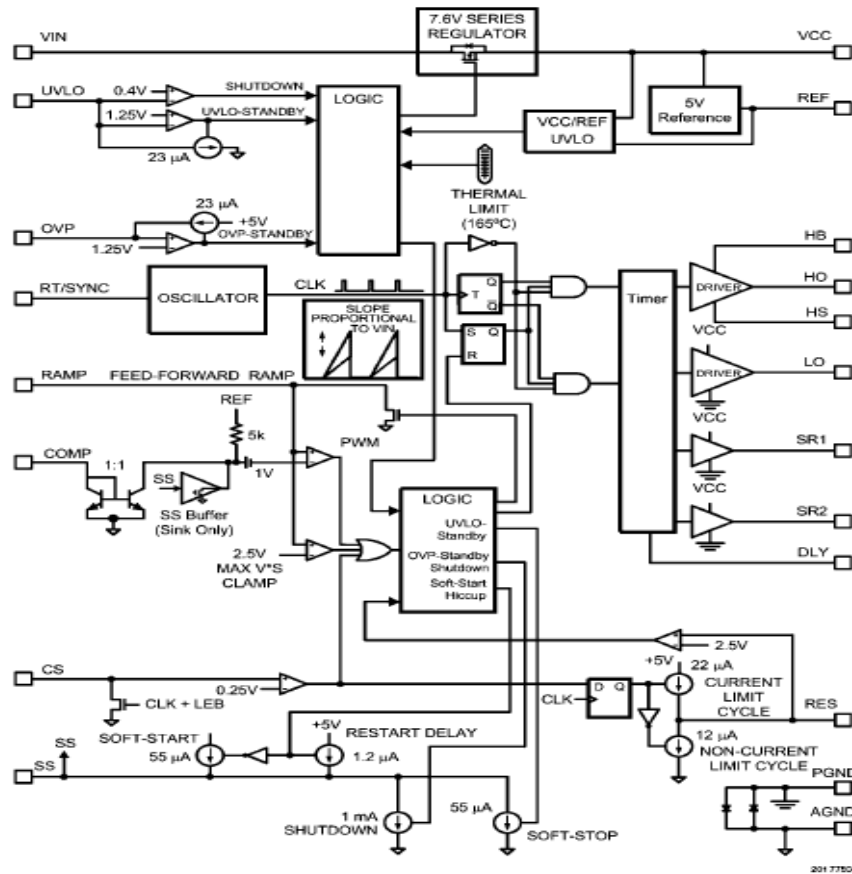 7.6V SERIES
REGULATOR
VIN
VCC
UVLO
0.4V
SHUTDOWN
LOGIC
1.25V
UVLO-STANDBY
5V
Reference
REF
VCC/REF
UVLO
23 µA
THERMAL
LIMIT
(165ºC)
23 µA
+5V
OVP
1.25V
OVP-STANDBY
HB
RT/SYNC
OSCILLATOR
CLK
T
Q
Q
Timer
DRIVER
HO
HS
SLOPE
PROPORTIONAL
TO VIN
S Q
R
VCC
RAMP
FEED-FORWARD RAMP
DRIVER
LO
REF
5k
PWM
VCC
COMP
1:1
1V
SR1
SS
SS Buffer
(Sink Only)
LOGIC
UVLO-
Standby
OVP-Standby
Shutdown
Soft-Start
Hiccup
VCC
SR2
2.5V
MAX V*S
CLAMP
DLY
2.5V
CS
0.25V
+5V
22 µA
CURRENT
LIMIT
CYCLE
CLK + LEB
CLK
D Q
RES
12 µA
NON-CURRENT
LIMIT CYCLE
SOFT-START
+5V
RESTART DELAY
SS
55 µA
1.2 µA
SS
PGND
1 mA
SHUTDOWN
55 µA
SOFT-STOP
AGND